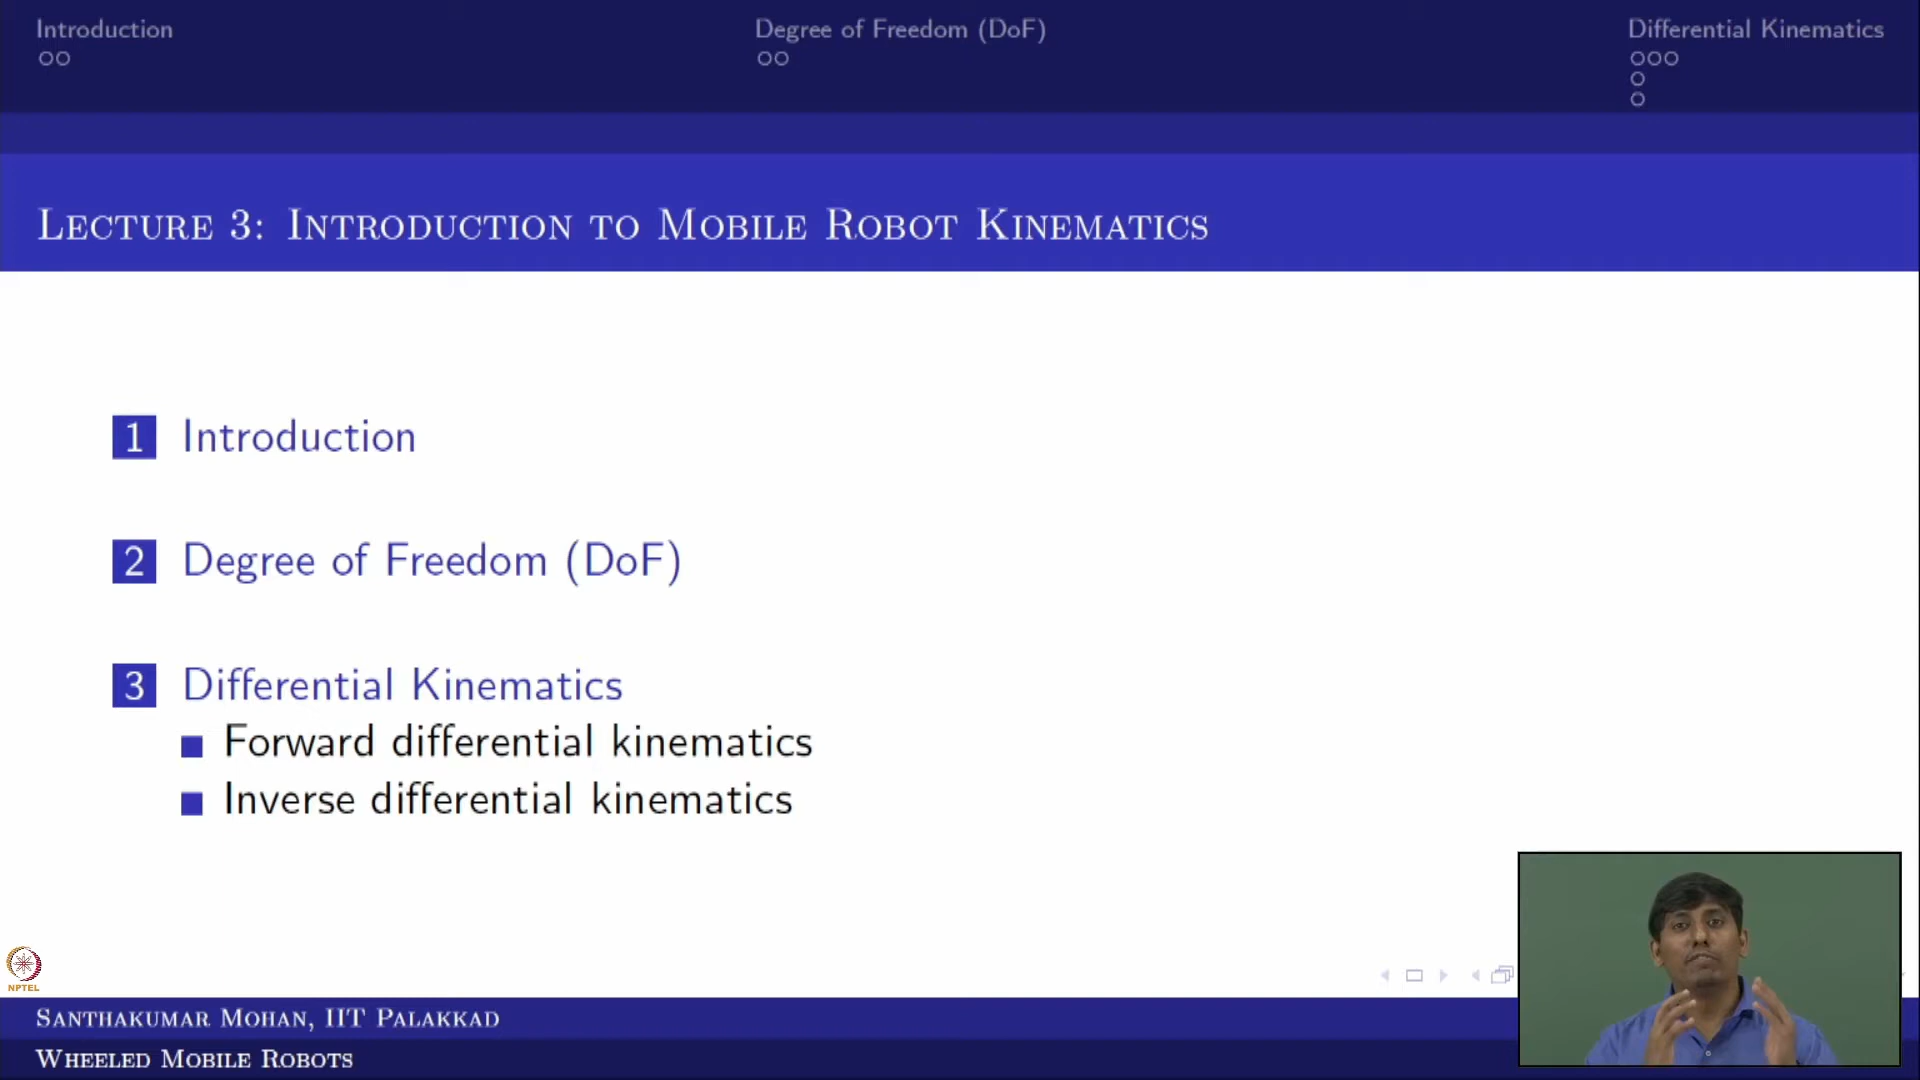 Introduction
Degree of Freedom (DoF)
Differential Kinematics
Lecture 3: Introduction to Mobile Robot Kinematics
1 Introduction
2 Degree of Freedom (DoF)
3 Differential Kinematics
Forward differential kinematics
Inverse differential kinematics
NPTEL
Santhakumar Mohan, IIT Palakkad
Wheeled Mobile Robots